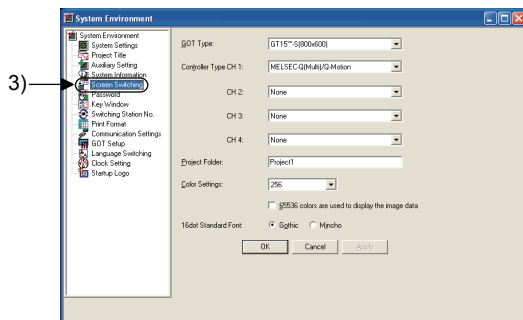 System Environment
3)
System Environment
System Settings
Project Title
Auxiliary Setting
System Information
Screen Switching
Password
Key Window
Switching Station No.
Print Format
Communication Settings
GOT Setup
Language Switching
Clock Setting
Startup Logo
GOT Type: GT15**-S(800x600)
Controller Type CH 1: MELSEC-Q(Multi)/Q-Motion
CH 2: None
CH 3: None
CH 4: None
Project Folder: Project1
Color Settings: 256
65536 colors are used to display the image data
16dot Standard Font: Gothic Mincho
OK Cancel Apply